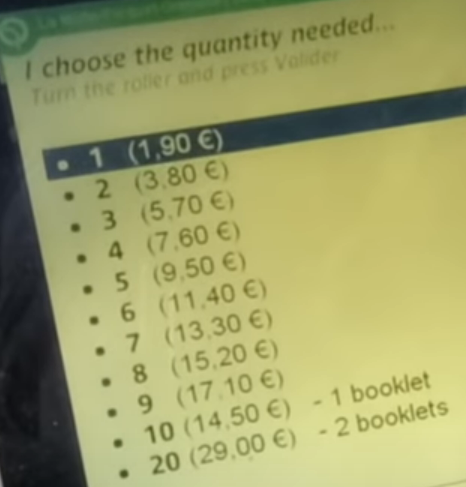 I choose the quantity needed...
Turn the roller and press Valider
• 1 (1,90 €)
• 2 (3,80 €)
• 3 (5,70 €)
• 4 (7,60 €)
• 5 (9,50 €)
• 6 (11,40 €)
• 7 (13,30 €)
• 8 (15,20 €)
• 9 (17,10 €)
• 10 (14,50 €) - 1 booklet
• 20 (29,00 €) - 2 booklets